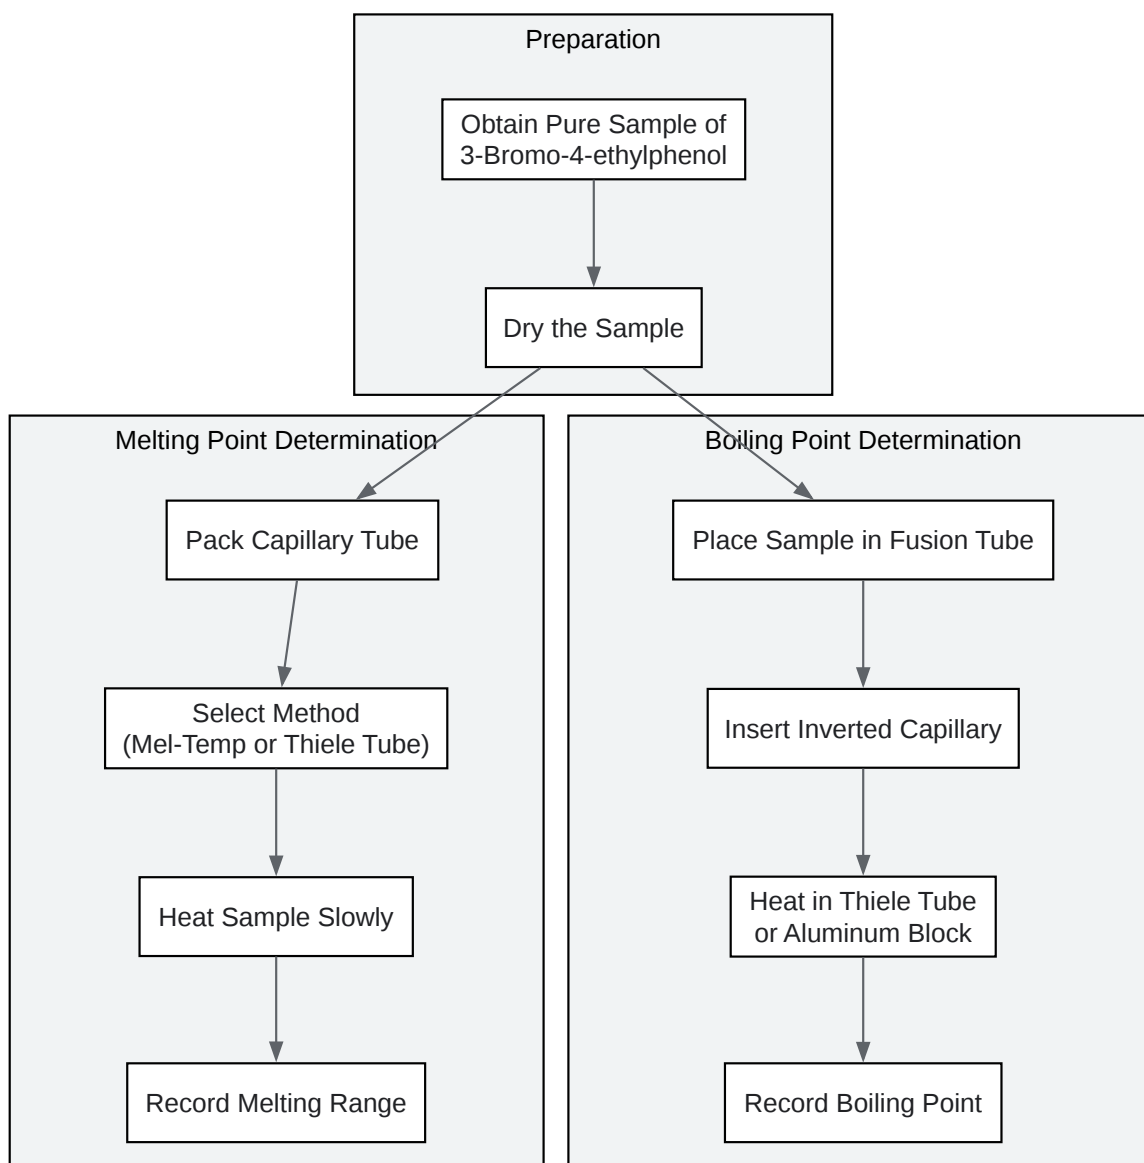 Preparation
Obtain Pure Sample of
3-Bromo-4-ethylphenol
Dry the Sample
Melting Point Determination
Pack Capillary Tube
Select Method
(Mel-Temp or Thiele Tube)
Heat Sample Slowly
Record Melting Range
Boiling Point Determination
Place Sample in Fusion Tube
Insert Inverted Capillary
Heat in Thiele Tube
or Aluminum Block
Record Boiling Point